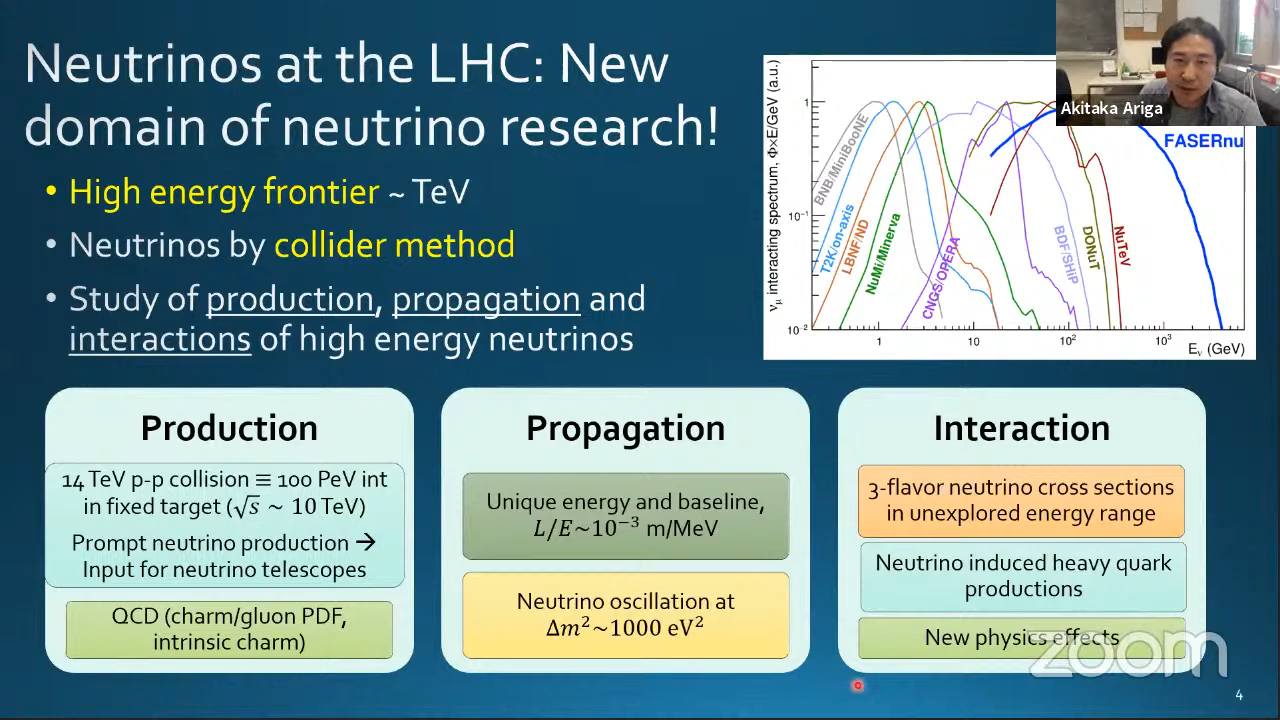 Neutrinos at the LHC: New
domain of neutrino research!
• High energy frontier ~ TeV
• Neutrinos by collider method
• Study of production, propagation and
interactions of high energy neutrinos
Akitaka Ariga
ν_μ interacting spectrum, Φ×E/GeV (a.u.)
1
10⁻¹
10⁻²
BNB/MiniBooNE
T2K/on-axis
LBNF/ND
NuMi/Minerva
CNGS/OPERA
BDF/SHiP
DONuT
NuTeV
FASERnu
1 10 10² 10³
E_ν (GeV)
Production
14 TeV p-p collision ≡ 100 PeV int
in fixed target (√s ~ 10 TeV)
Prompt neutrino production →
Input for neutrino telescopes
QCD (charm/gluon PDF,
intrinsic charm)
Propagation
Unique energy and baseline,
L/E~10⁻³ m/MeV
Neutrino oscillation at
Δm²~1000 eV²
Interaction
3-flavor neutrino cross sections
in unexplored energy range
Neutrino induced heavy quark
productions
New physics effects
zoom
4